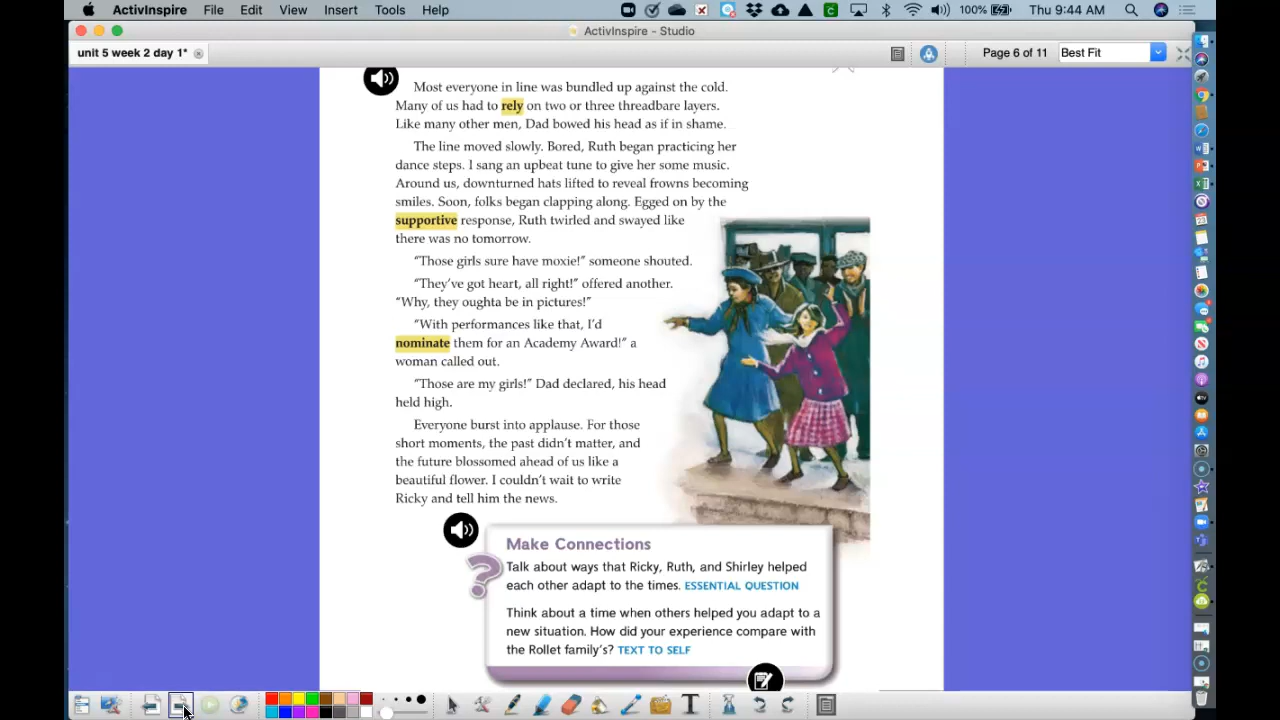 ActivInspire File Edit View Insert Tools Help 100% Thu 9:44 AM
ActivInspire - Studio
unit 5 week 2 day 1* Page 6 of 11 Best Fit
Most everyone in line was bundled up against the cold.
Many of us had to rely on two or three threadbare layers.
Like many other men, Dad bowed his head as if in shame.
The line moved slowly. Bored, Ruth began practicing her
dance steps. I sang an upbeat tune to give her some music.
Around us, downturned hats lifted to reveal frowns becoming
smiles. Soon, folks began clapping along. Egged on by the
supportive response, Ruth twirled and swayed like
there was no tomorrow.
“Those girls sure have moxie!” someone shouted.
“They’ve got heart, all right!” offered another.
“Why, they oughta be in pictures!”
“With performances like that, I’d
nominate them for an Academy Award!” a
woman called out.
“Those are my girls!” Dad declared, his head
held high.
Everyone burst into applause. For those
short moments, the past didn’t matter, and
the future blossomed ahead of us like a
beautiful flower. I couldn’t wait to write
Ricky and tell him the news.
Make Connections
?
Talk about ways that Ricky, Ruth, and Shirley helped
each other adapt to the times. ESSENTIAL QUESTION
Think about a time when others helped you adapt to a
new situation. How did your experience compare with
the Rollet family’s? TEXT TO SELF